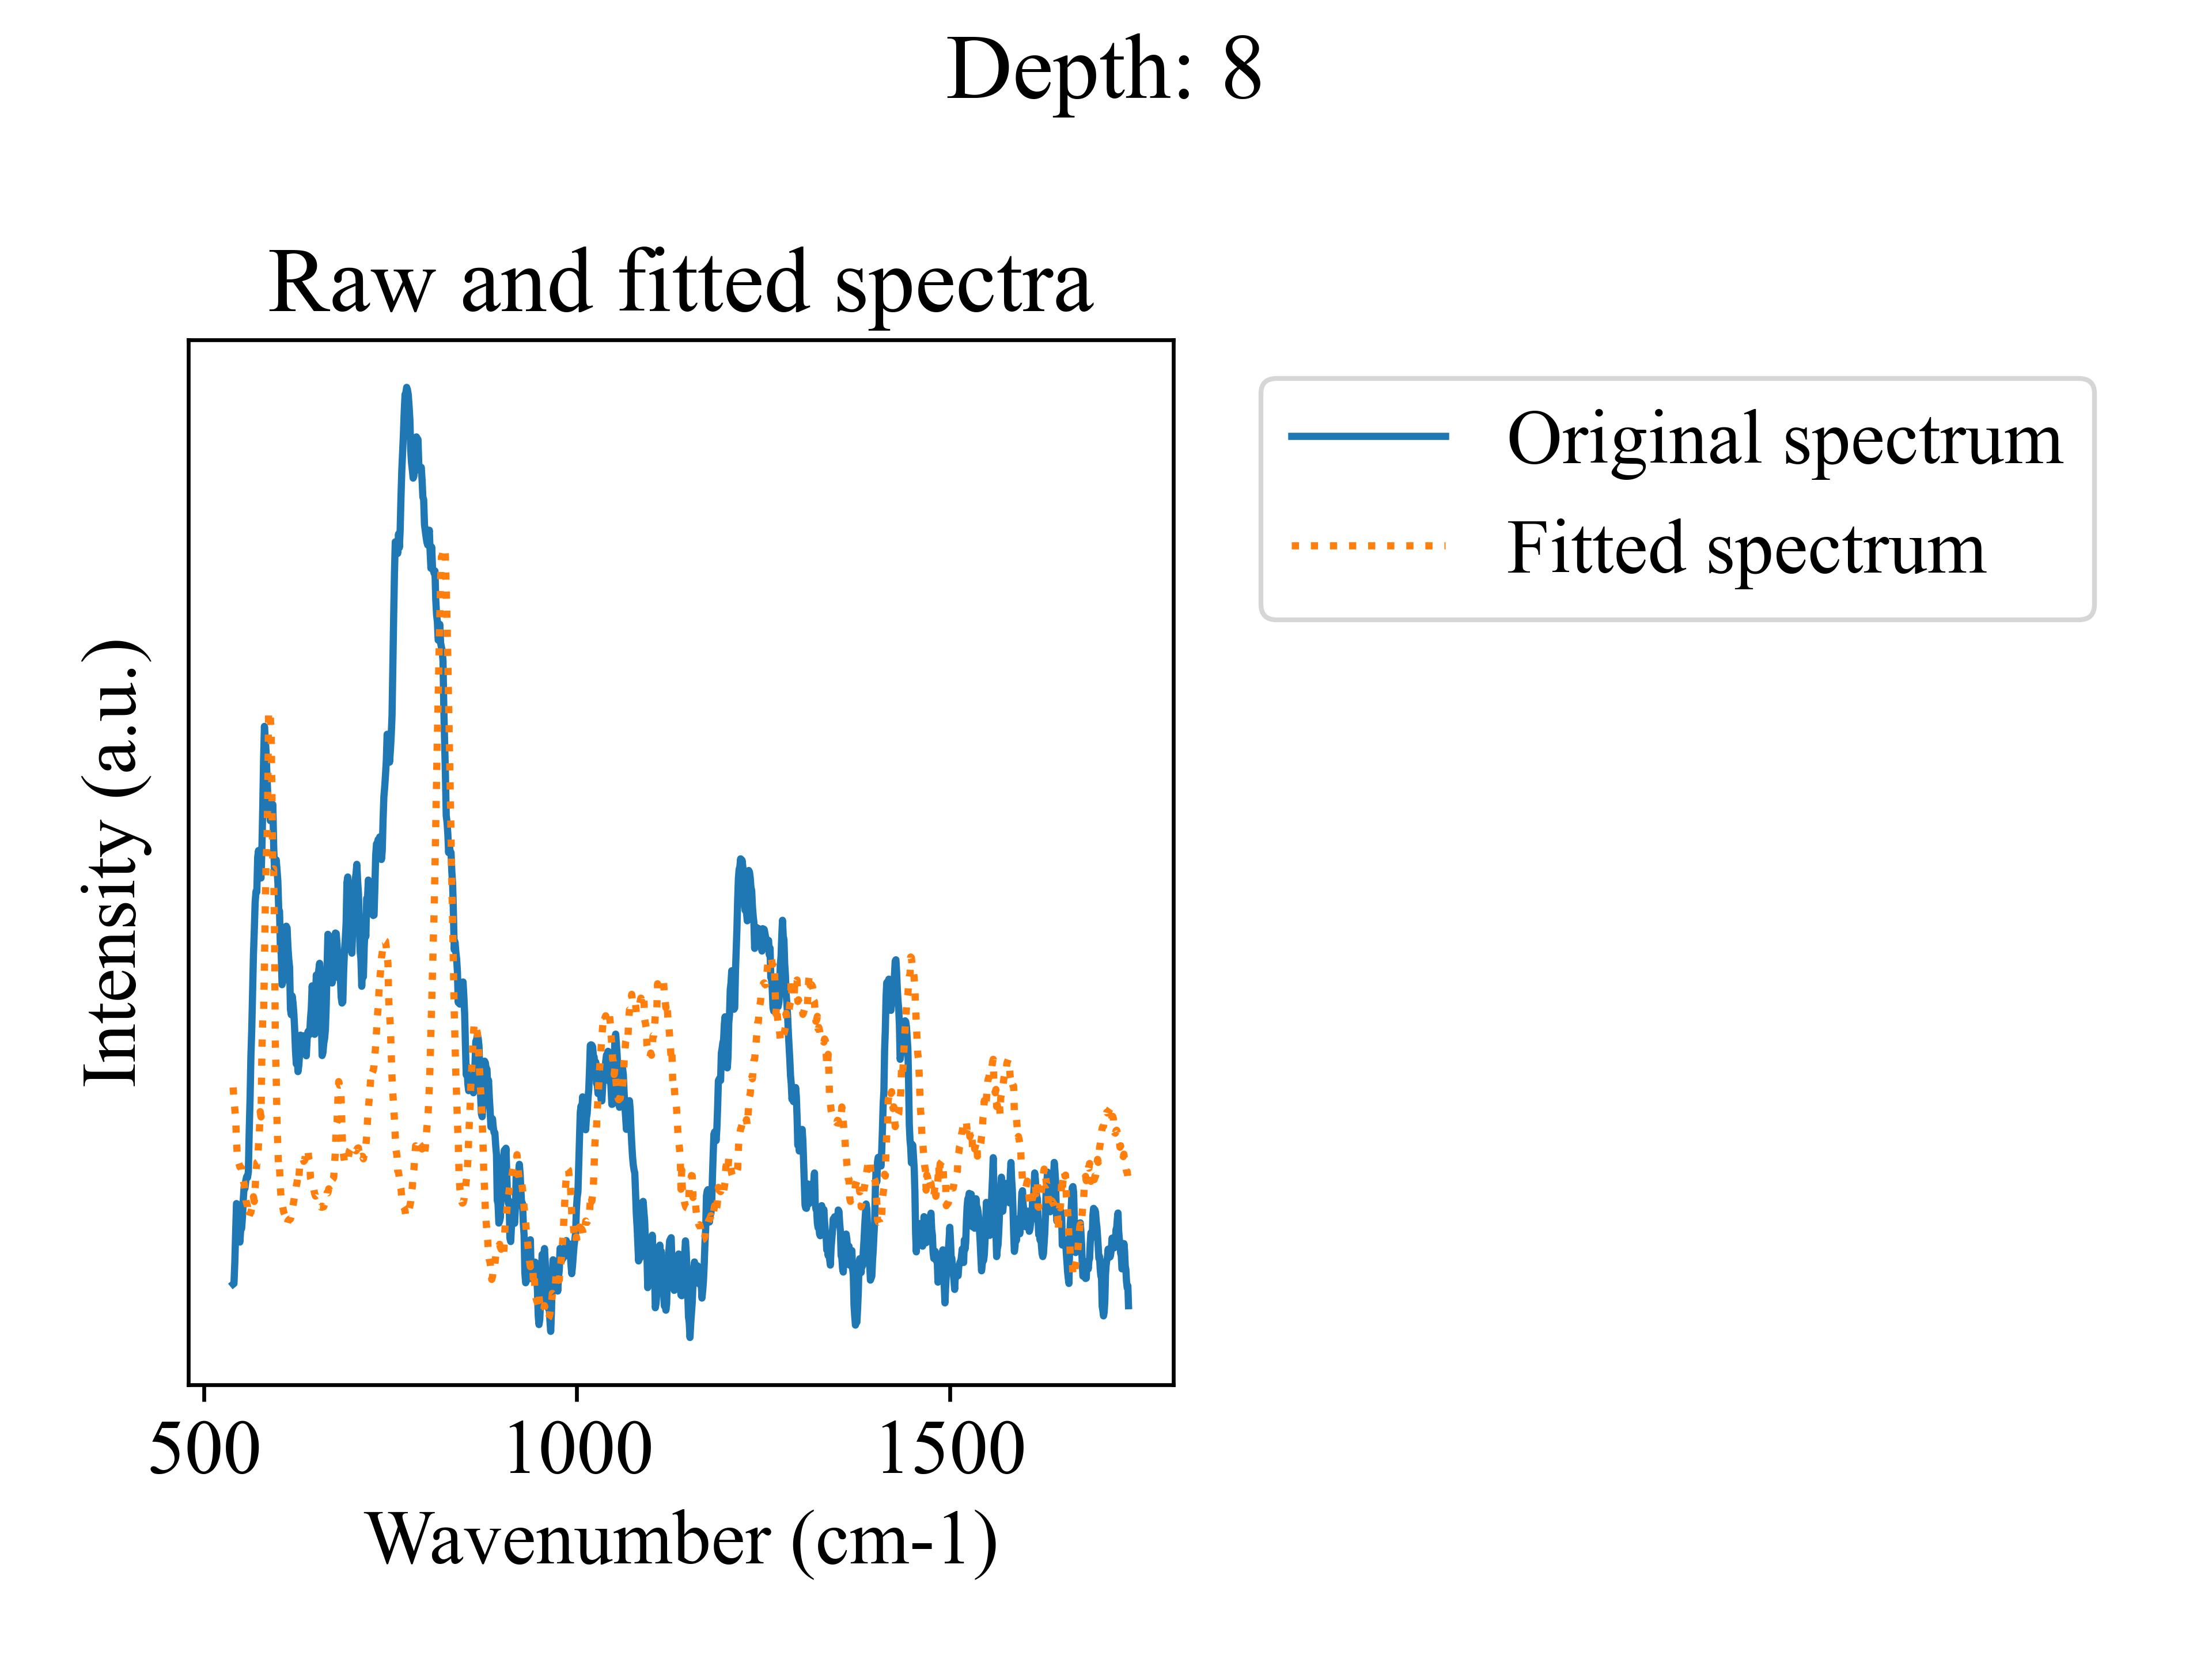 Depth: 8
Raw and fitted spectra
Original spectrum
Fitted spectrum
Intensity (a.u.)
500 1000 1500
Wavenumber (cm-1)